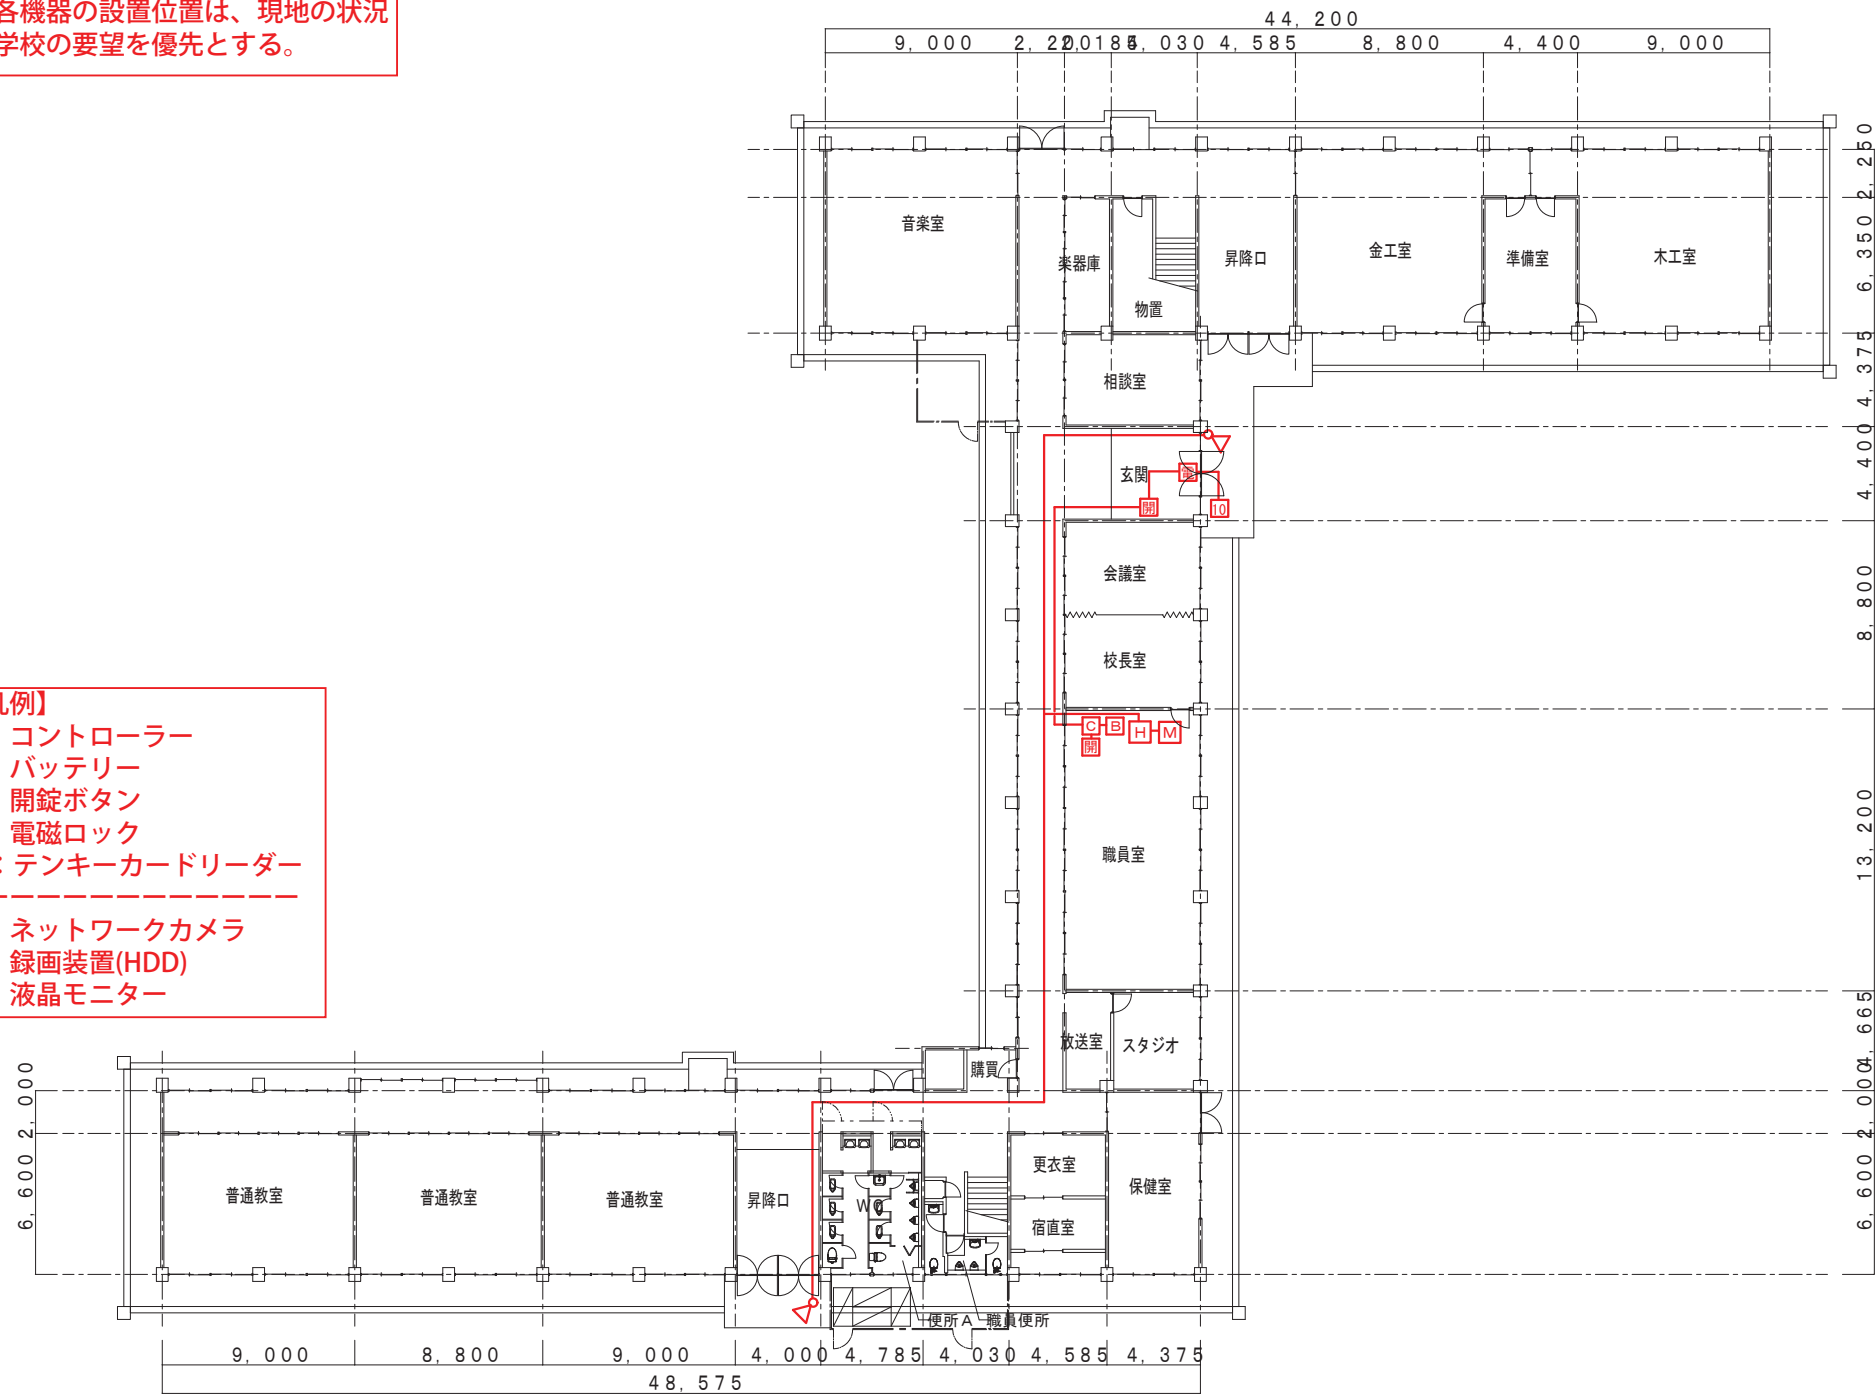 各機器の設置位置は、現地の状況
学校の要望を優先とする。
44,200
9,000 2,200 4,030 4,585 8,800 4,400 9,000
2,250
6,350
4,375
4,400
8,800
13,200
4,665
2,000
6,600
音楽室
楽器庫
物置
昇降口
金工室
準備室
木工室
相談室
玄関
電
開
10
会議室
校長室
C B H M
開
職員室
放送室
スタジオ
購買
凡例】
コントローラー
バッテリー
開錠ボタン
電磁ロック
:テンキーカードリーダー
ネットワークカメラ
録画装置(HDD)
液晶モニター
2,000
6,600
普通教室
普通教室
普通教室
昇降口
WC
更衣室
宿直室
保健室
便所A
職員便所
9,000 8,800 9,000 4,000 4,785 4,030 4,585 4,375
48,575